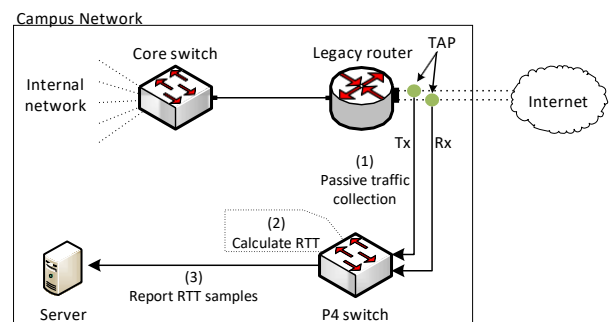 Campus Network
Core switch
Legacy router
TAP
Internal
network
Internet
Tx
Rx
(1)
Passive traffic
collection
(2)
Calculate RTT
(3)
Report RTT samples
Server
P4 switch